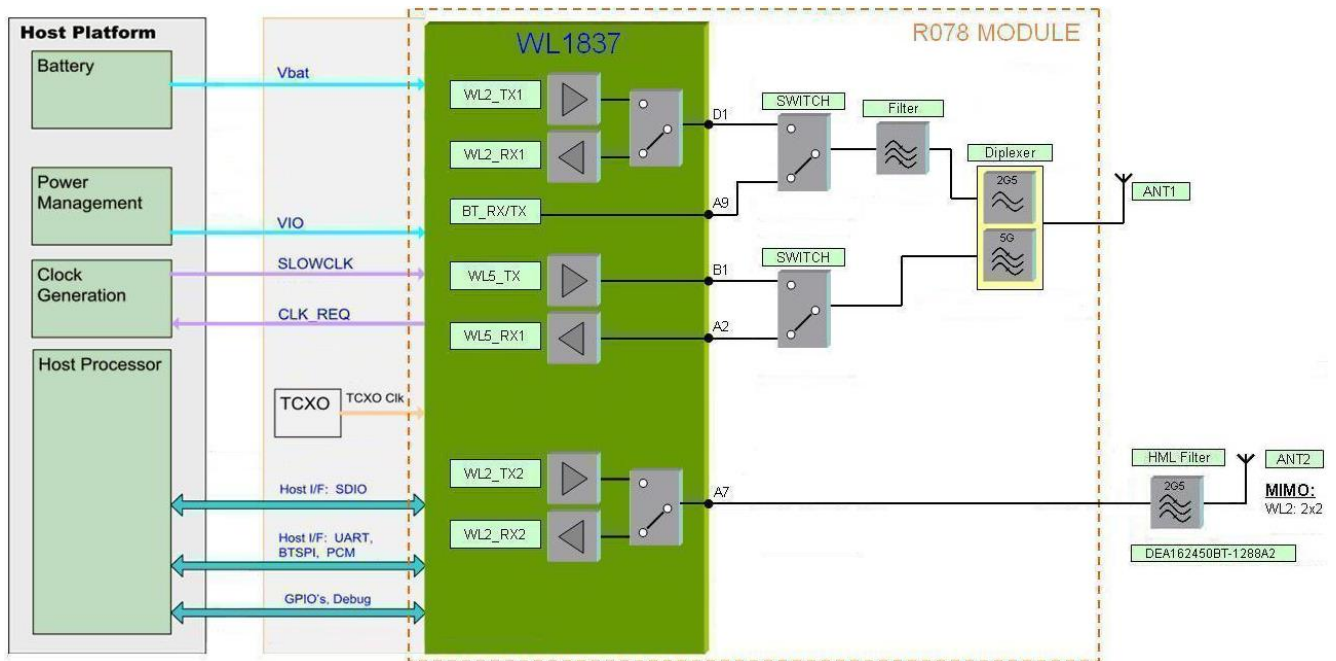 Host Platform
Battery
Power
Management
Clock
Generation
Host Processor
Vbat
VIO
SLOWCLK
CLK_REQ
TCXO
TCXO Clk
Host I/F: SDIO
Host I/F: UART,
BTSPI, PCM
GPIO's, Debug
WL1837
R078 MODULE
WL2_TX1
WL2_RX1
BT_RX/TX
WL5_TX
WL5_RX1
WL2_TX2
WL2_RX2
D1
A9
B1
A2
A7
SWITCH
SWITCH
Filter
Diplexer
2G5
5G
ANT1
HML Filter
2G5
ANT2
MIMO:
WL2: 2x2
DEA162450BT-1288A2